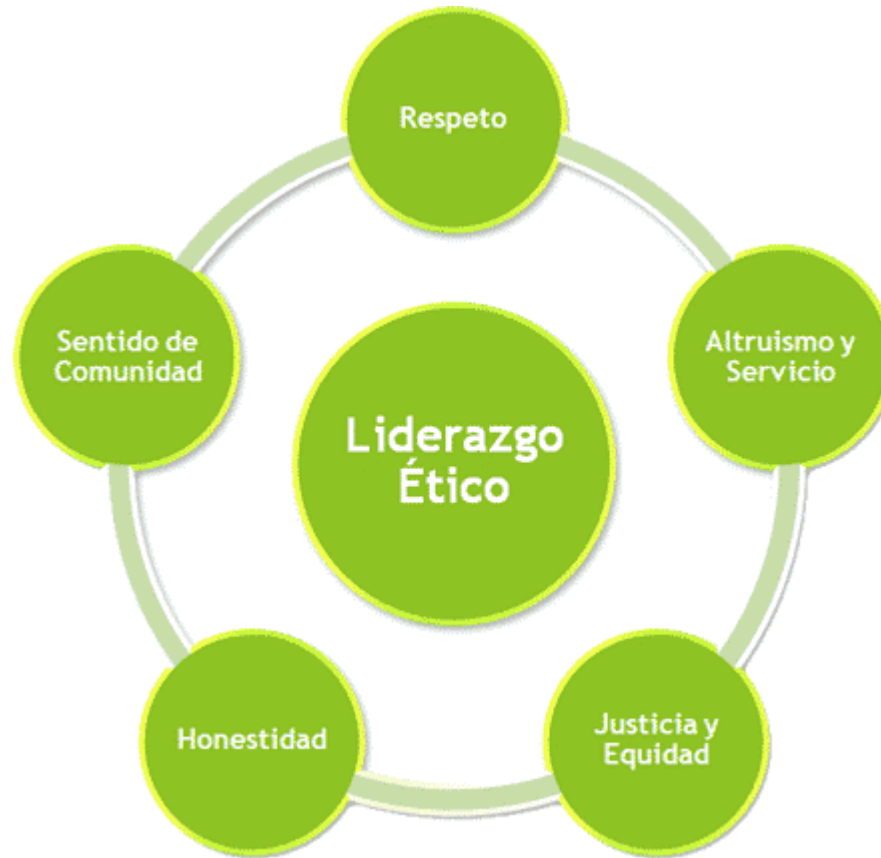 Respeto
Altruismo y
Servicio
Sentido de
Comunidad
Liderazgo
Ético
Honestidad
Justicia y
Equidad